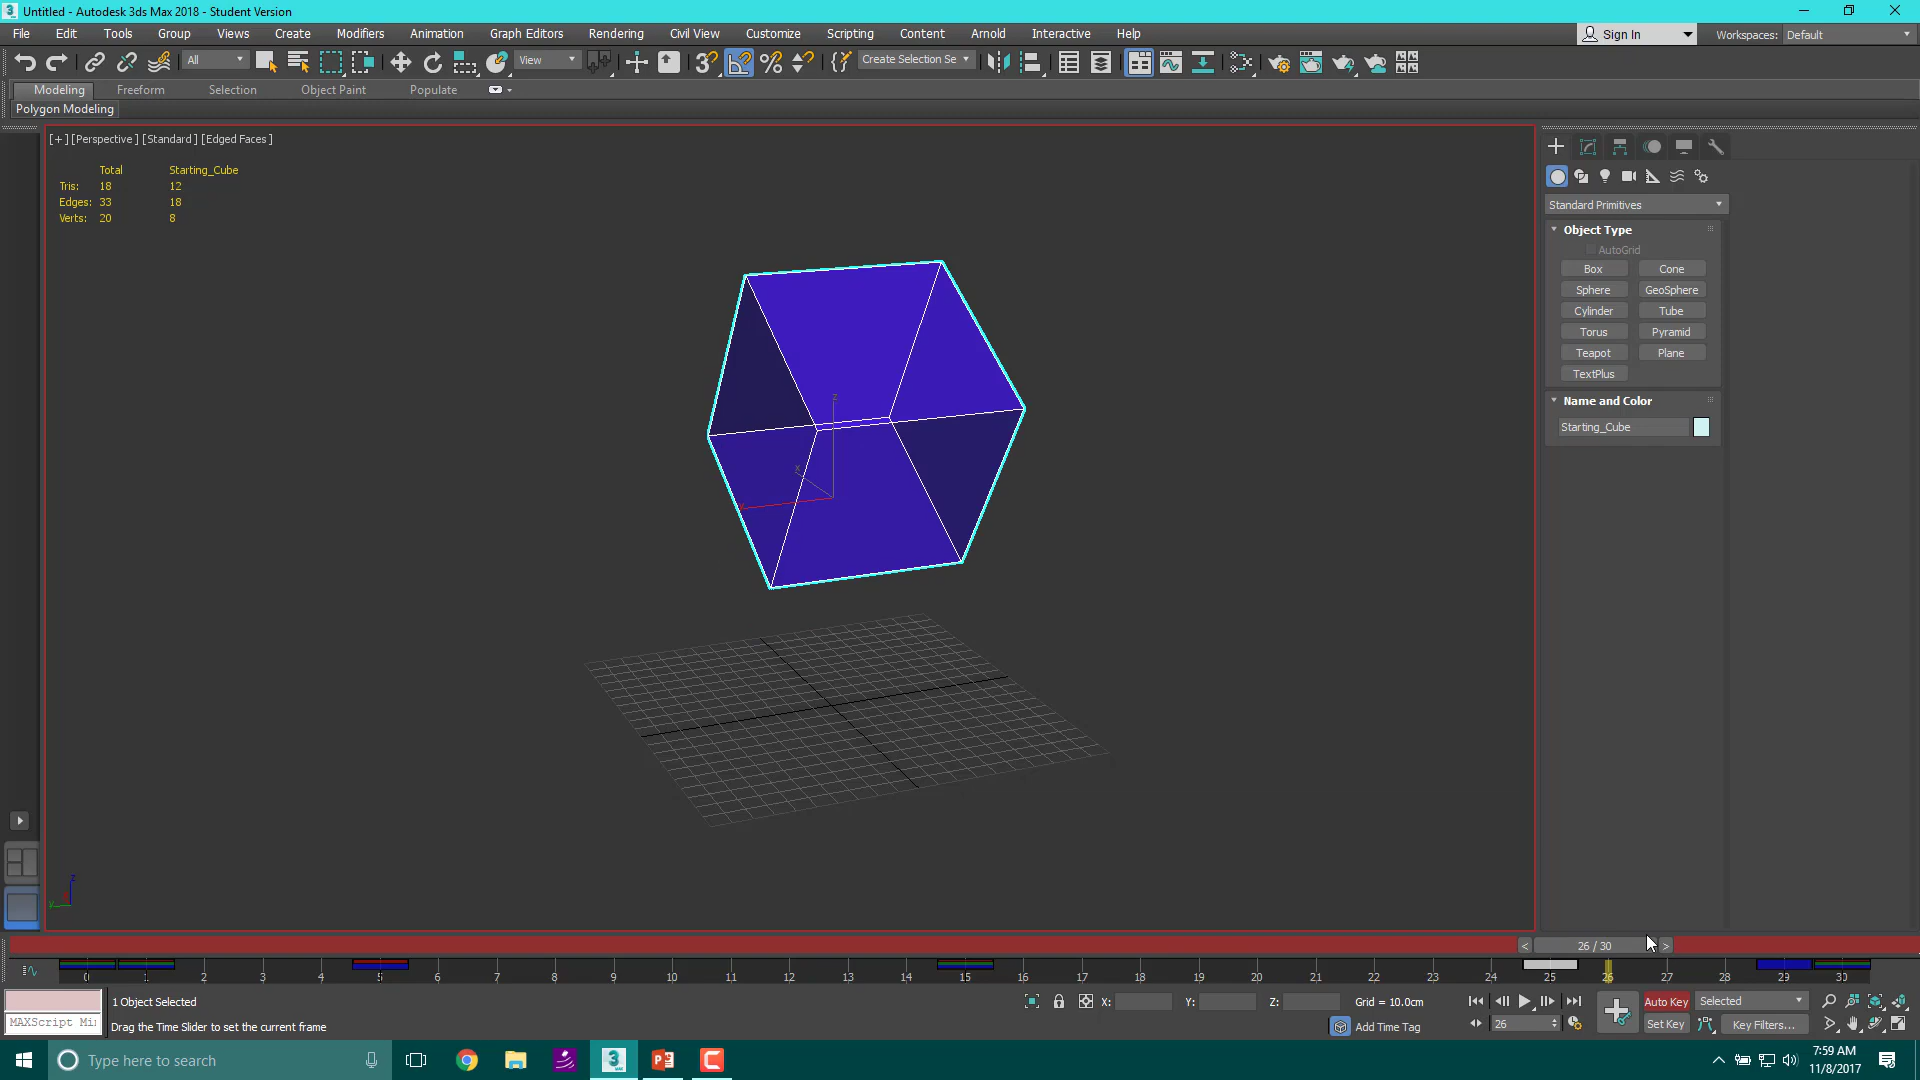 Untitled - Autodesk 3ds Max 2018 - Student Version
File Edit Tools Group Views Create Modifiers Animation Graph Editors Rendering Civil View Customize Scripting Content Arnold Interactive Help
Sign In Workspaces: Default
All View Create Selection Se
Modeling Freeform Selection Object Paint Populate
Polygon Modeling
[+] [Perspective] [Standard] [Edged Faces]
Total Starting_Cube
Tris: 18 12
Edges: 33 18
Verts: 20 8
Standard Primitives
Object Type
AutoGrid
Box Cone
Sphere GeoSphere
Cylinder Tube
Torus Pyramid
Teapot Plane
TextPlus
Name and Color
Starting_Cube
z
x
z
y
< 26 / 30 >
0 1 2 3 4 5 6 7 8 9 10 11 12 13 14 15 16 17 18 19 20 21 22 23 24 25 26 27 28 29 30
1 Object Selected X: Y: Z: Grid = 10.0cm Auto Key Selected
MAXScript Mi Drag the Time Slider to set the current frame Add Time Tag 26 Set Key Key Filters...
Type here to search
7:59 AM
11/8/2017